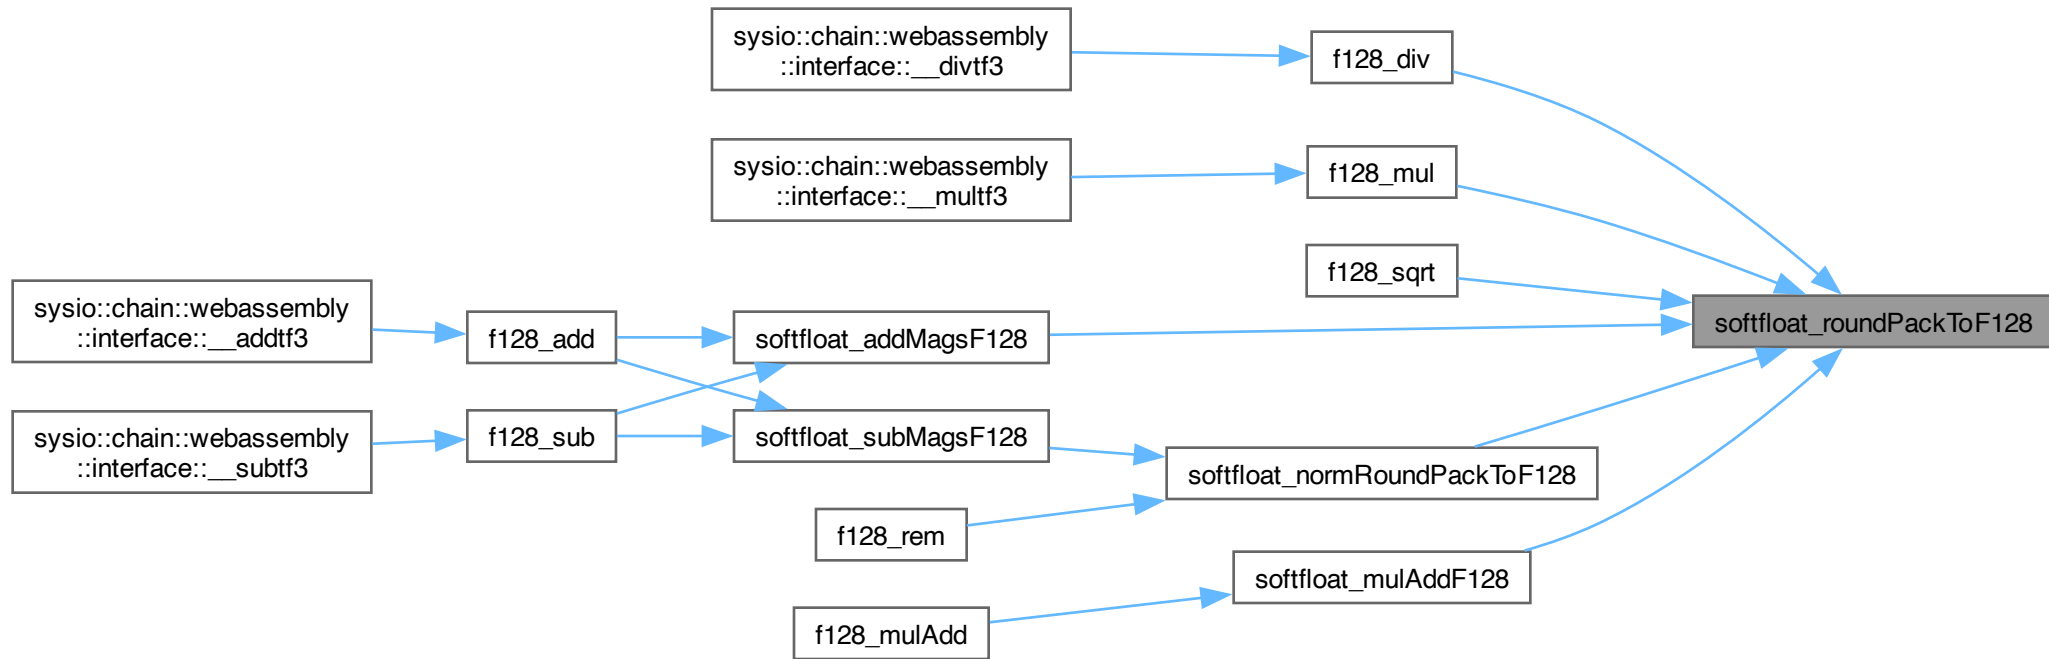 sysio::chain::webassembly
::interface::__divtf3
f128_div
sysio::chain::webassembly
::interface::__multf3
f128_mul
f128_sqrt
sysio::chain::webassembly
::interface::__addtf3
f128_add
softfloat_addMagsF128
softfloat_roundPackToF128
sysio::chain::webassembly
::interface::__subtf3
f128_sub
softfloat_subMagsF128
softfloat_normRoundPackToF128
f128_rem
softfloat_mulAddF128
f128_mulAdd